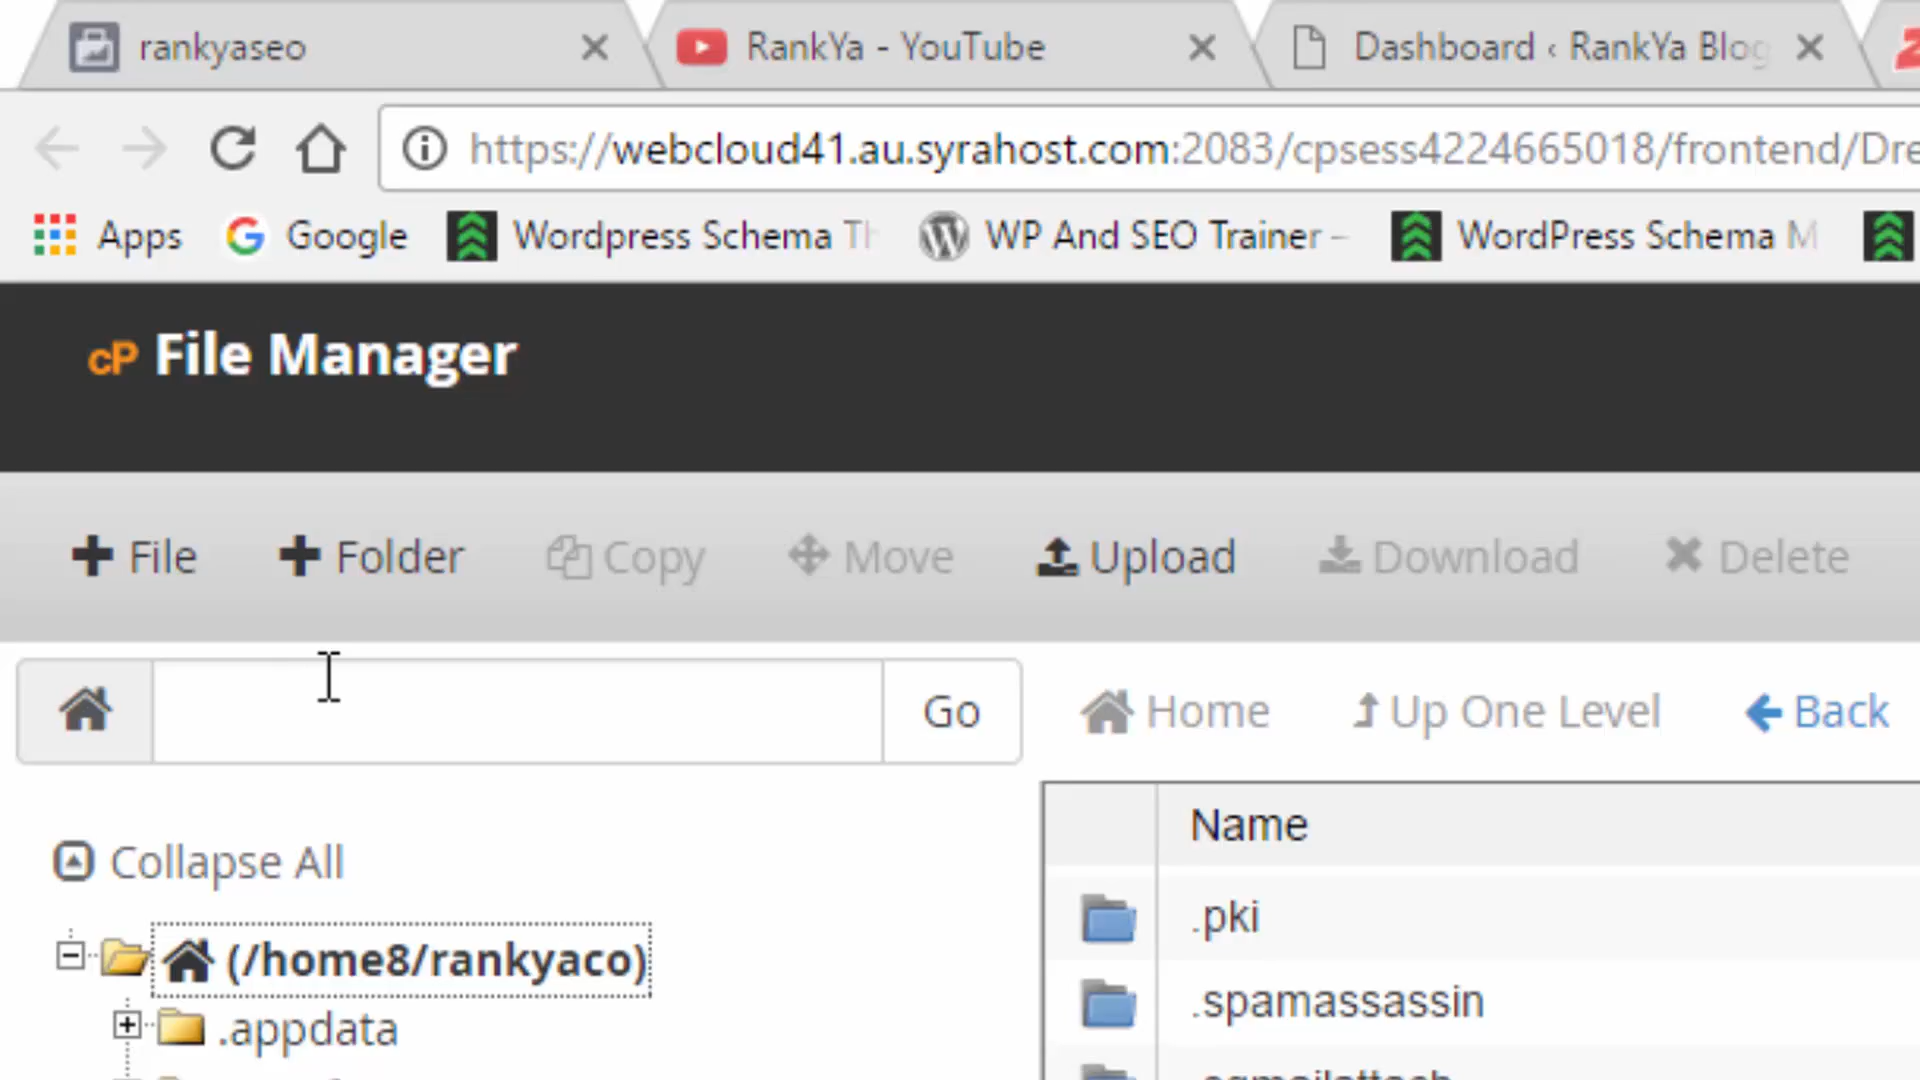 rankyaseo RankYa - YouTube Dashboard ‹ RankYa Blog
https://webcloud41.au.syrahost.com:2083/cpsess4224665018/frontend/Dre
Apps Google Wordpress Schema Th WP And SEO Trainer – WordPress Schema M
cP File Manager
File Folder Copy Move Upload Download Delete
Go Home Up One Level Back
Name
Collapse All
.pki
(/home8/rankyaco)
.spamassassin
.appdata